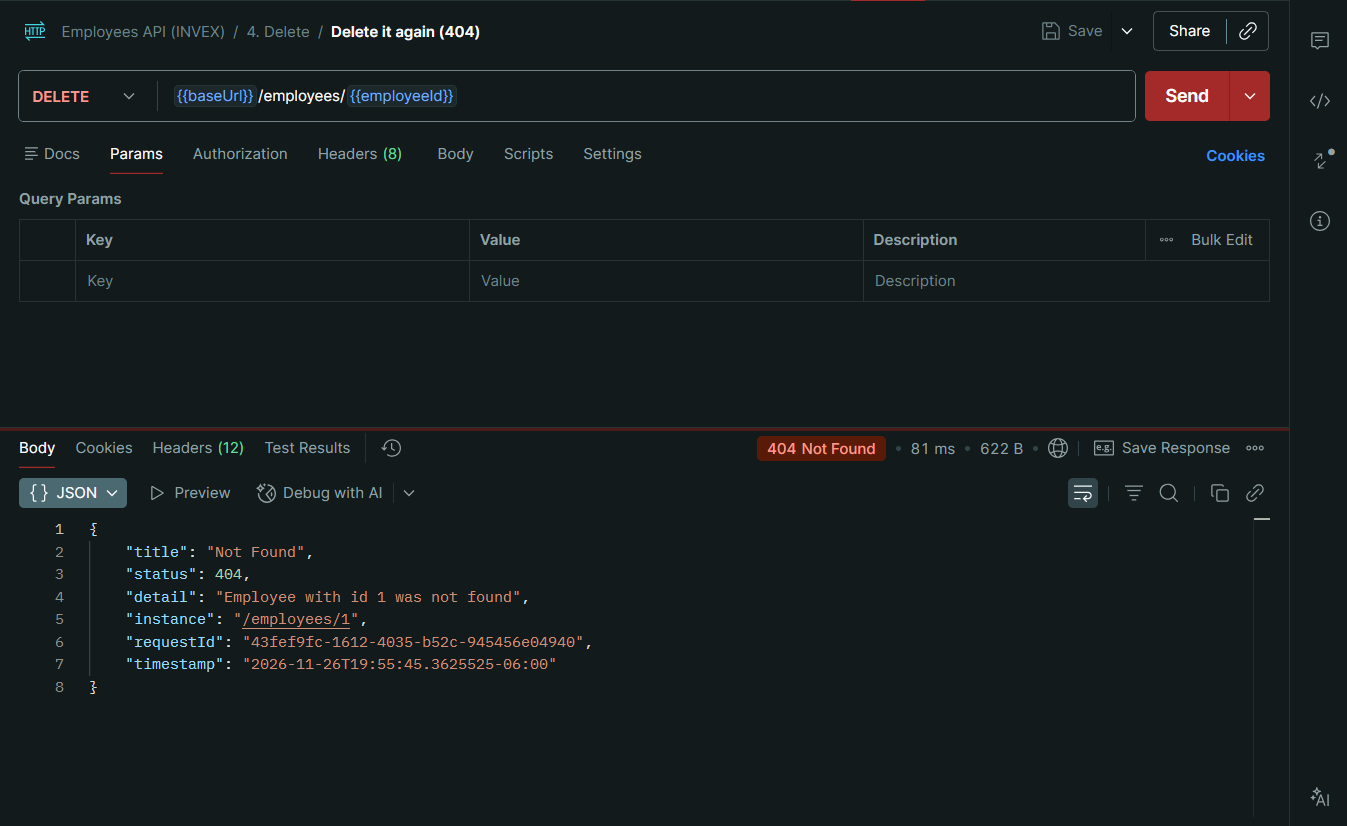 HTTP Employees API (INVEX) / 4. Delete / Delete it again (404) Save Share
DELETE {{baseUrl}}/employees/{{employeeId}} Send
Docs Params Authorization Headers (8) Body Scripts Settings Cookies
Query Params
Key Value Description Bulk Edit
Key Value Description
Body Cookies Headers (12) Test Results 404 Not Found • 81 ms • 622 B • e.g. Save Response
{} JSON Preview Debug with AI
1 {
2 "title": "Not Found",
3 "status": 404,
4 "detail": "Employee with id 1 was not found",
5 "instance": "/employees/1",
6 "requestId": "43fef9fc-1612-4035-b52c-945456e04940",
7 "timestamp": "2026-11-26T19:55:45.3625525-06:00"
8 }
AI